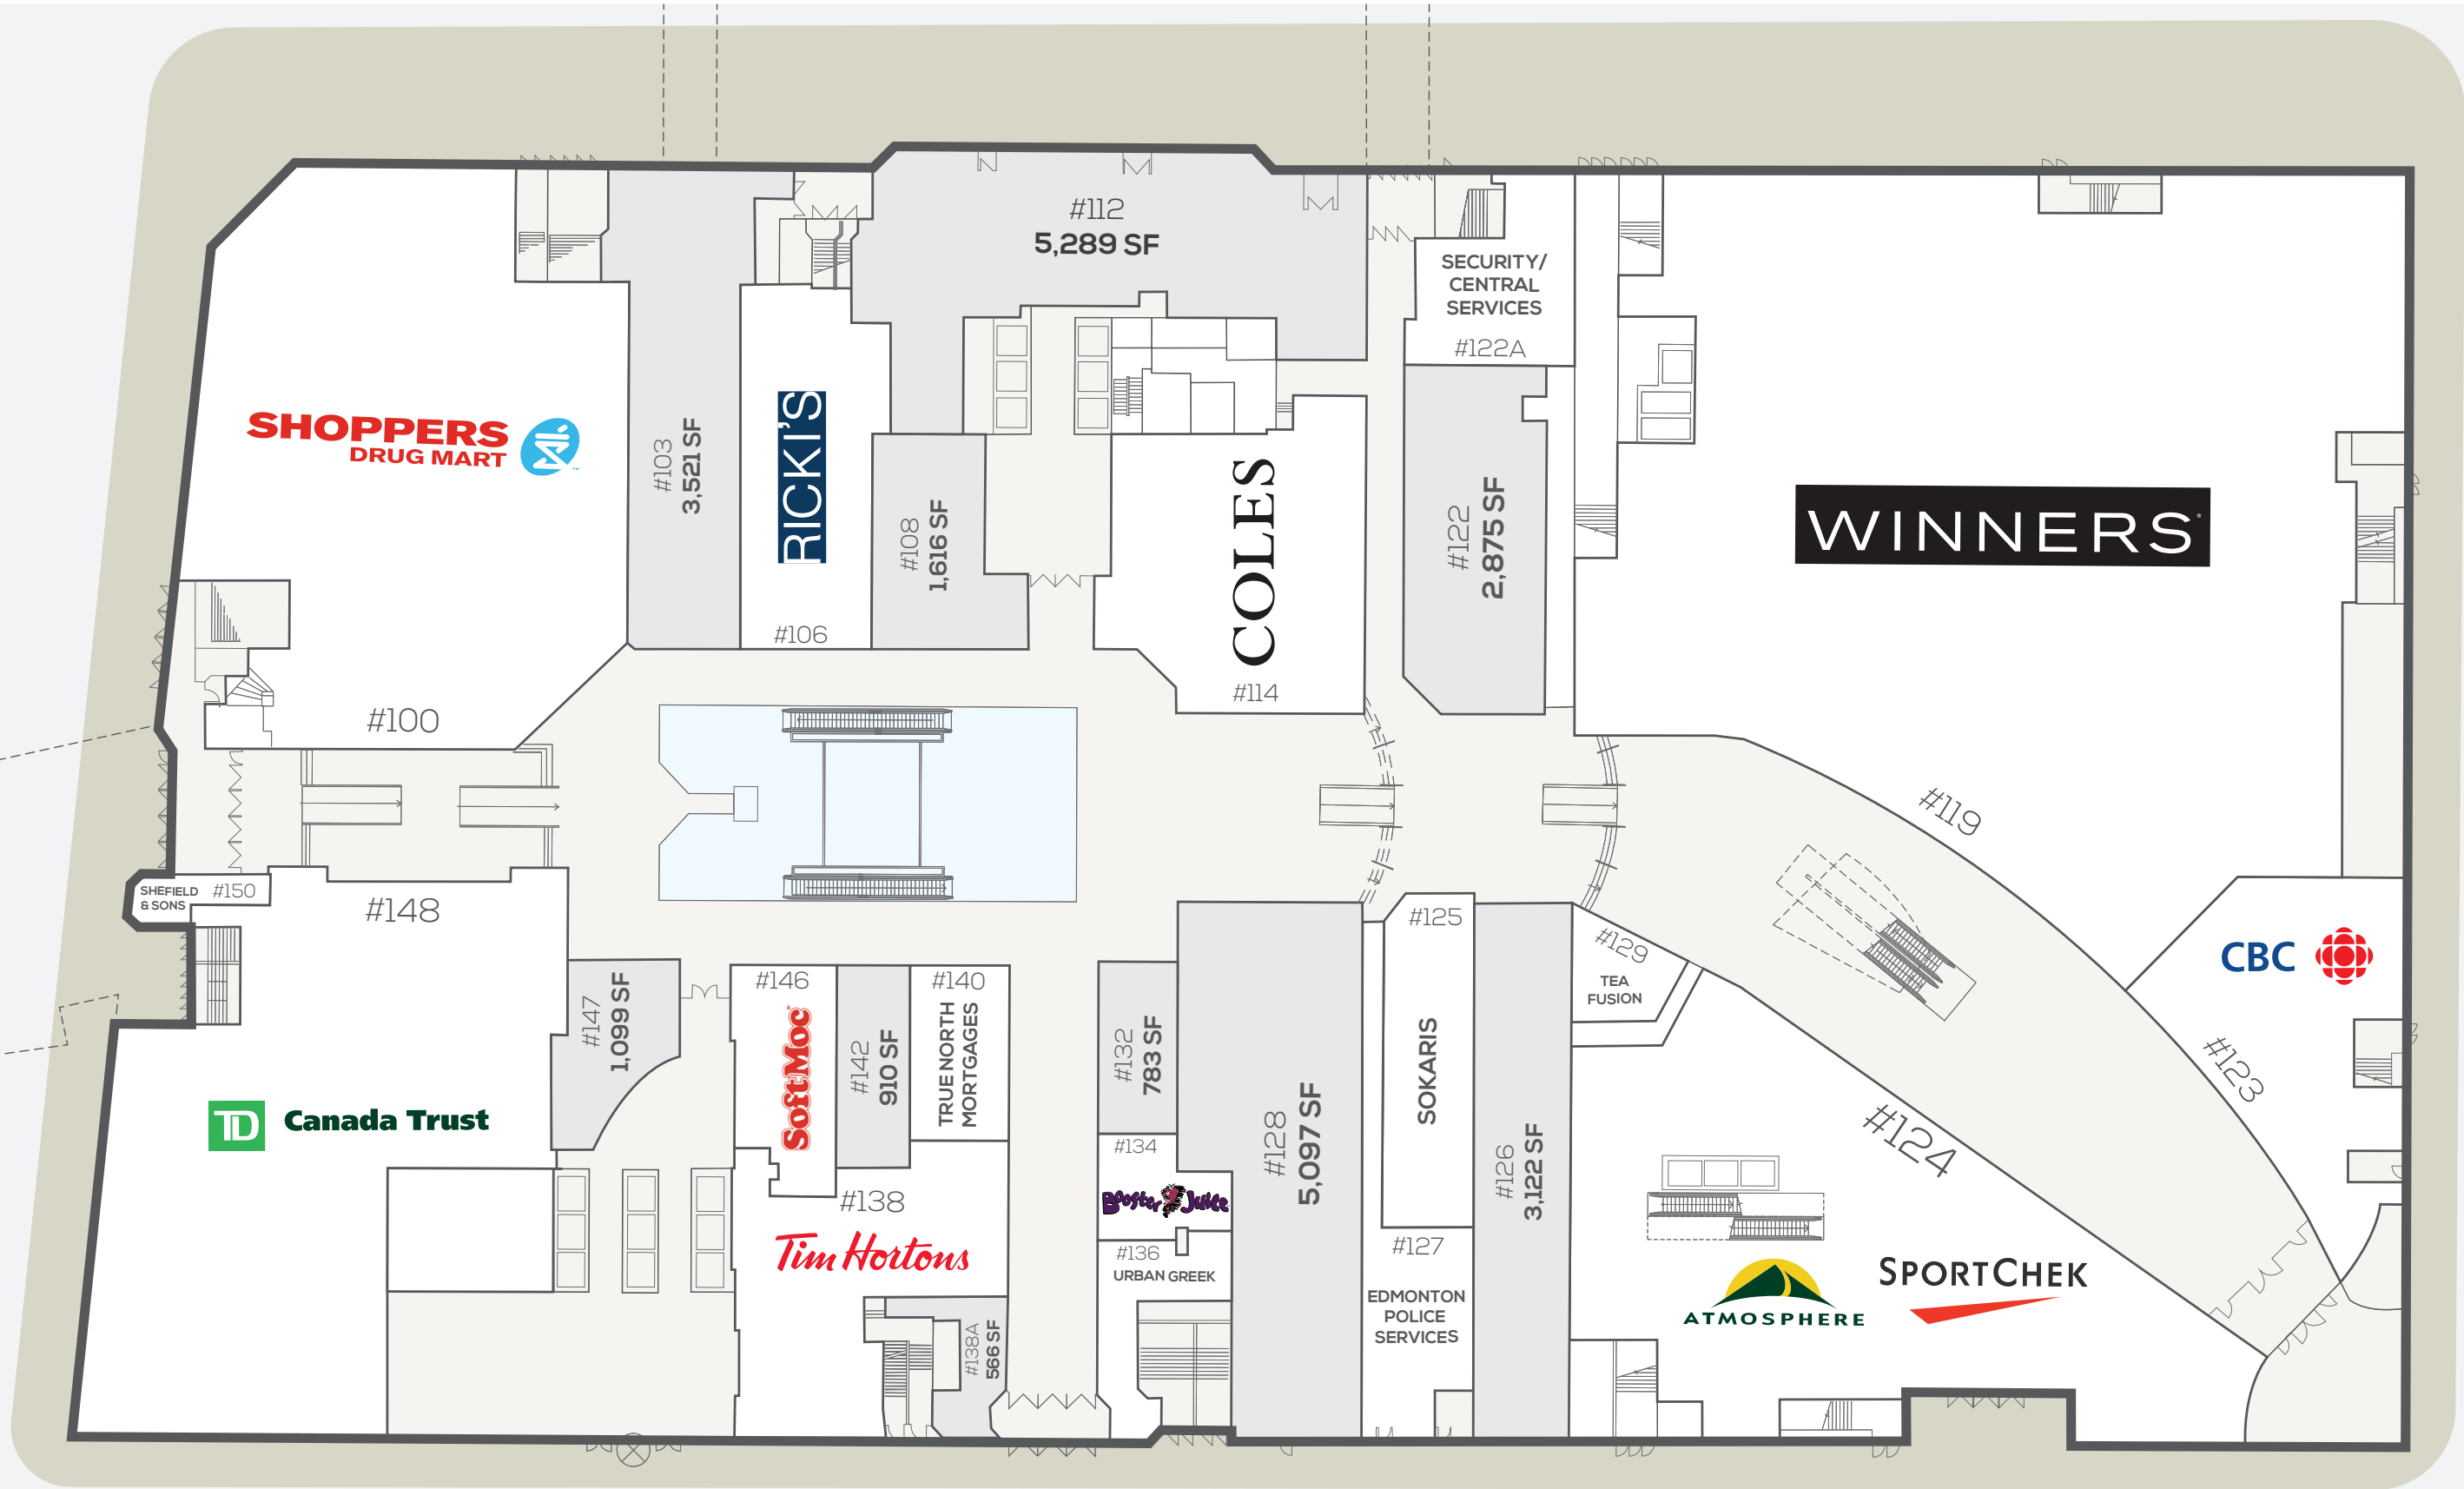 #112
5,289 SF
SECURITY/
CENTRAL
SERVICES
#122A
SHOPPERS
DRUG MART
#100
#103
3,521 SF
RICKI'S
#106
#108
1,616 SF
COLES
#114
#122
2,875 SF
WINNERS
#119
SHEFIELD
& SONS
#150
#148
TD Canada Trust
#147
1,099 SF
#146
SoftMoc
#142
910 SF
#140
TRUE NORTH
MORTGAGES
#138
Tim Hortons
#138A
566 SF
#132
783 SF
#134
Booster Juice
#136
URBAN GREEK
#128
5,097 SF
#125
SOKARIS
#127
EDMONTON
POLICE
SERVICES
#126
3,122 SF
#129
TEA
FUSION
#124
ATMOSPHERE
SPORTCHEK
CBC
#123